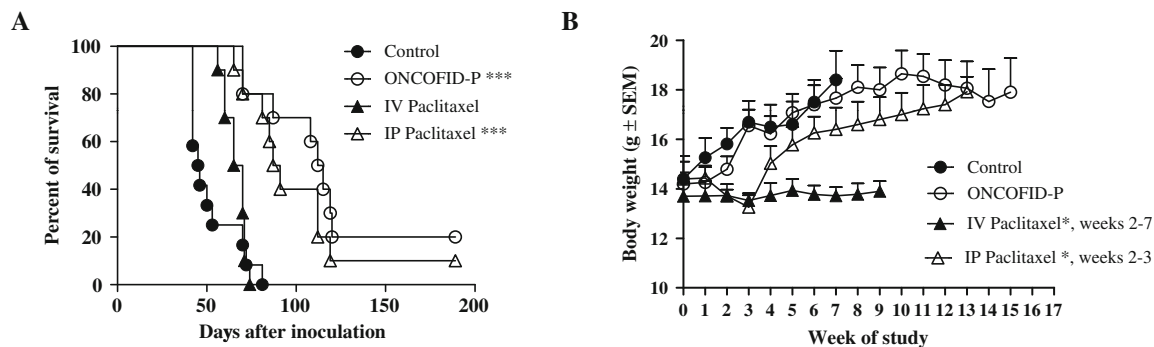 A
Percent of survival
100
80
60
40
20
0
0 50 100 150 200
Days after inoculation
Control
ONCOFID-P ***
IV Paclitaxel
IP Paclitaxel ***
B
Body weight (g ± SEM)
20
18
16
14
12
10
0 1 2 3 4 5 6 7 8 9 10 11 12 13 14 15 16 17
Week of study
Control
ONCOFID-P
IV Paclitaxel*, weeks 2-7
IP Paclitaxel *, weeks 2-3